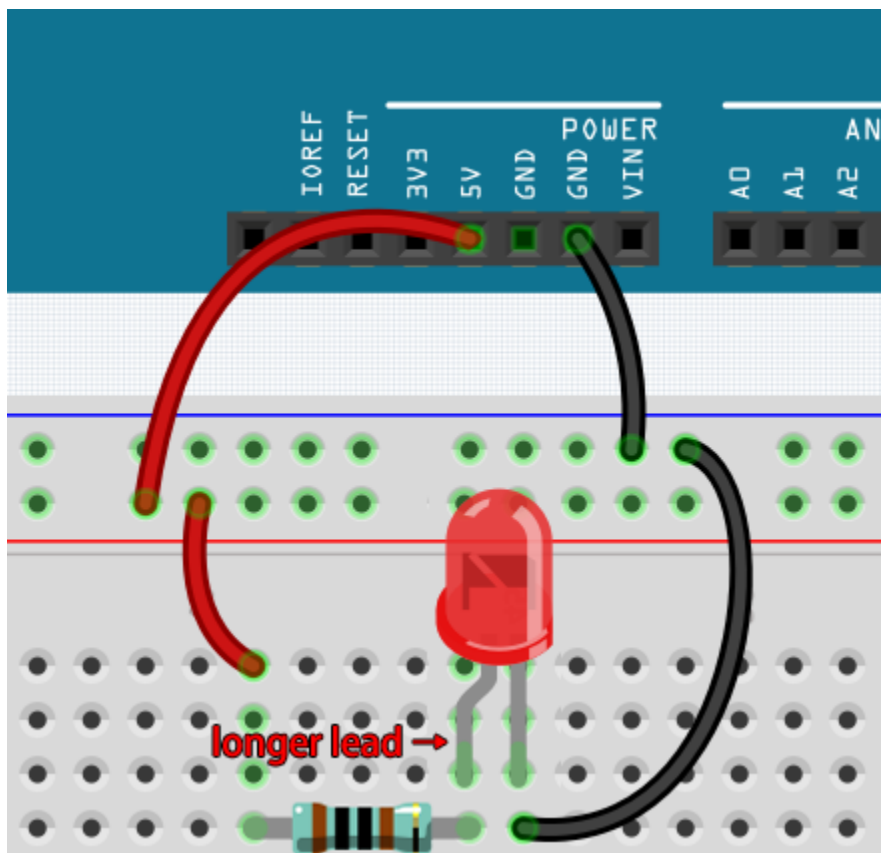 POWER
AN
IOREF
RESET
3V3
5V
GND
GND
VIN
A0
A1
A2
longer lead